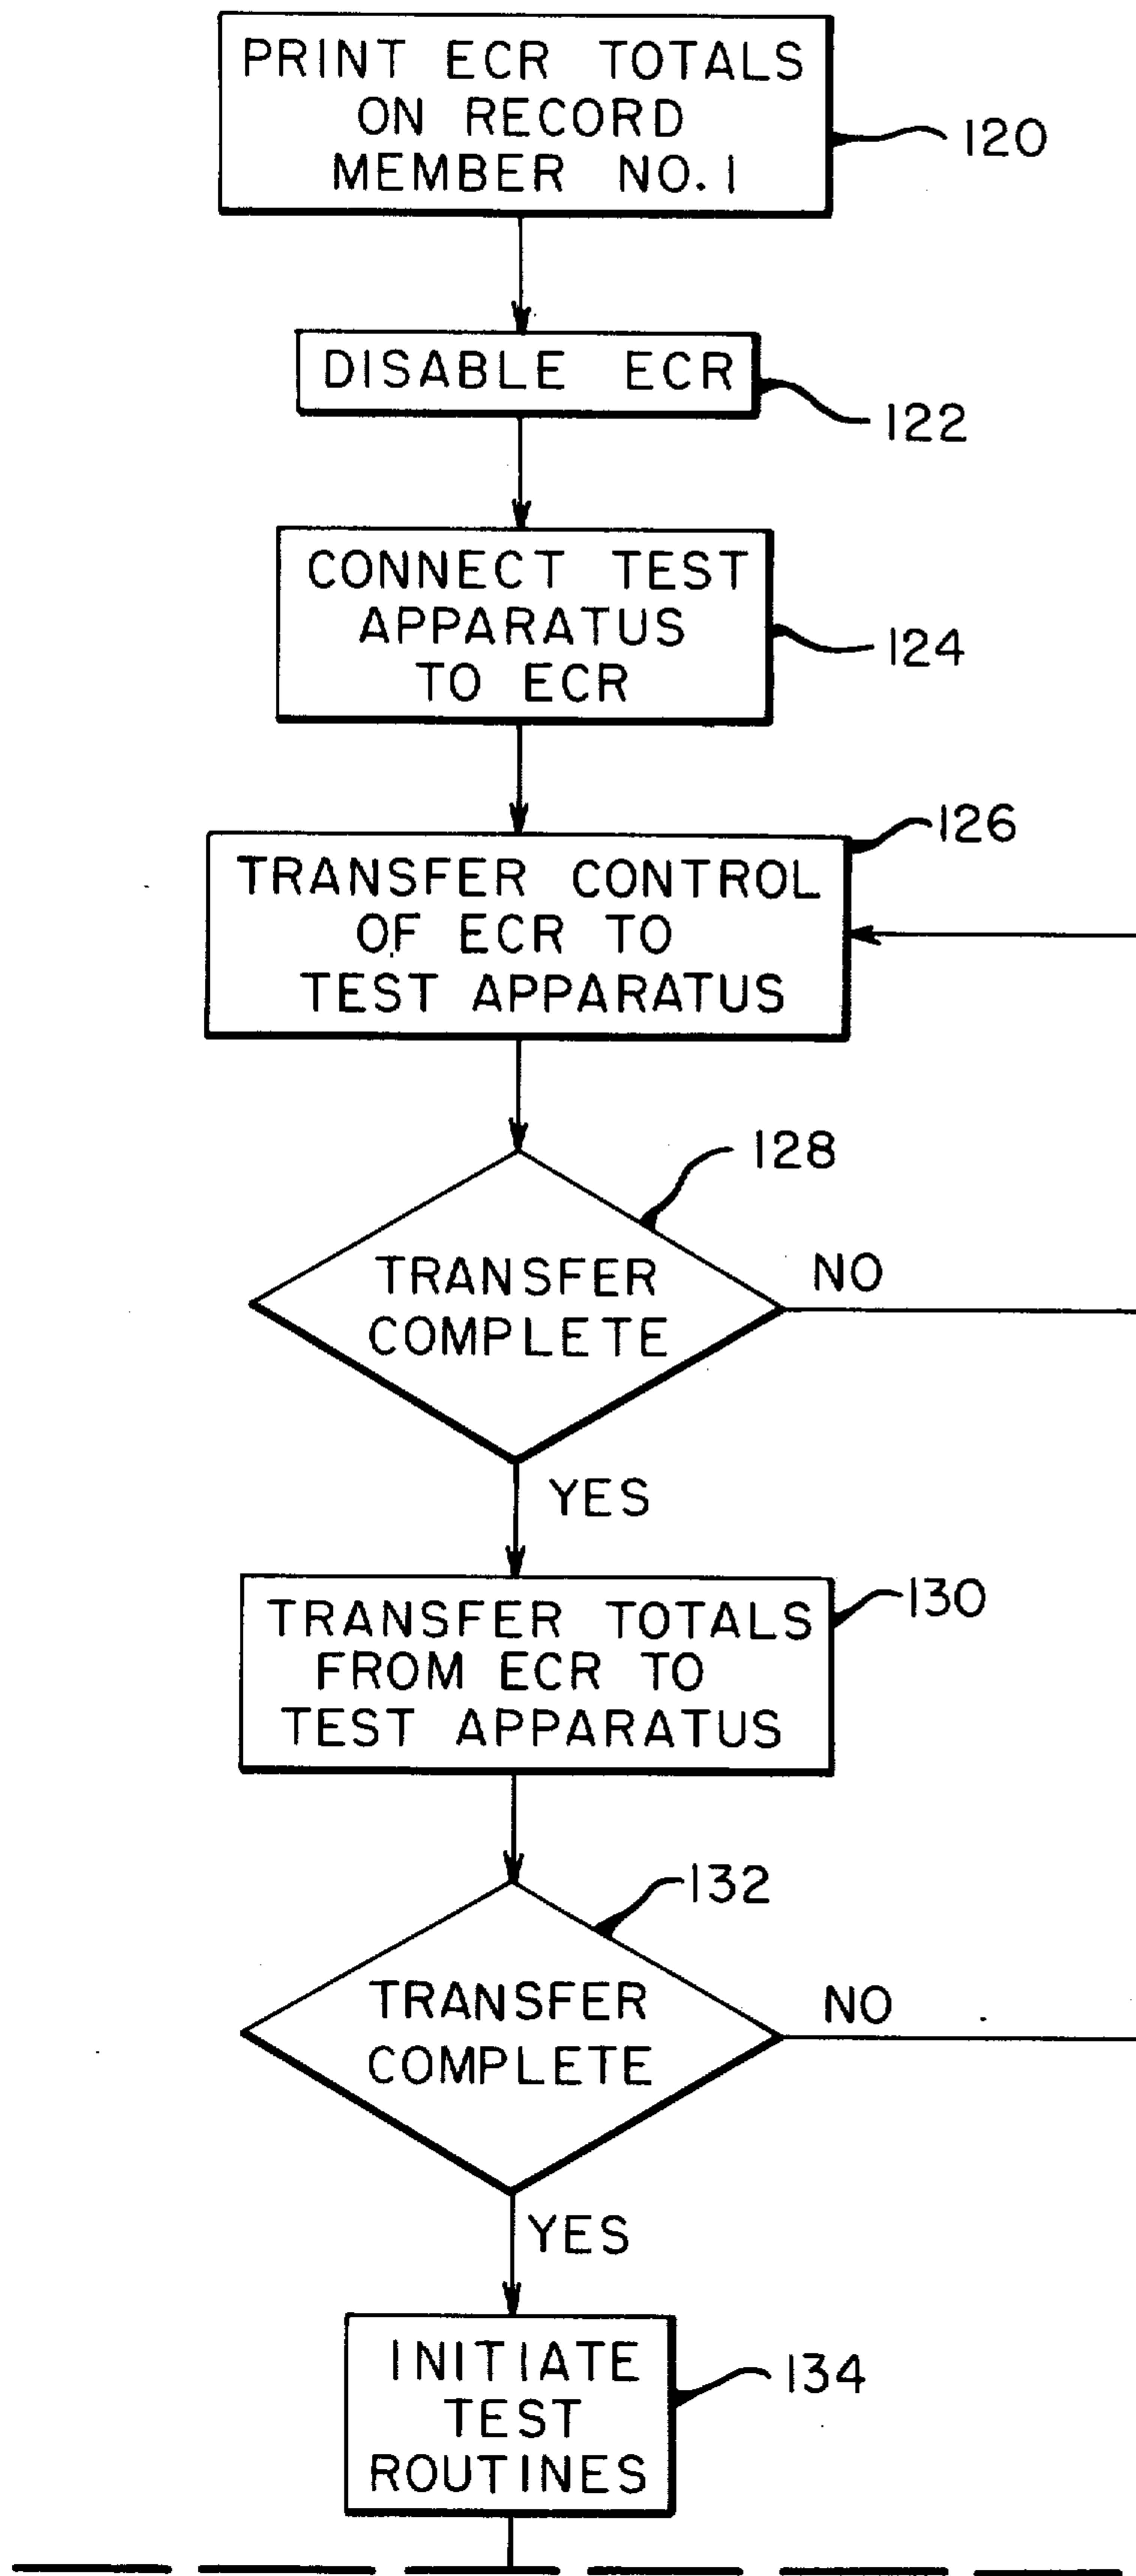 PRINT ECR TOTALS
ON RECORD
MEMBER NO. 1
120
DISABLE ECR
122
CONNECT TEST
APPARATUS
TO ECR
124
126
TRANSFER CONTROL
OF ECR TO
TEST APPARATUS
128
TRANSFER
COMPLETE
NO
YES
130
TRANSFER TOTALS
FROM ECR TO
TEST APPARATUS
132
TRANSFER
COMPLETE
NO
YES
INITIATE
TEST
ROUTINES
134